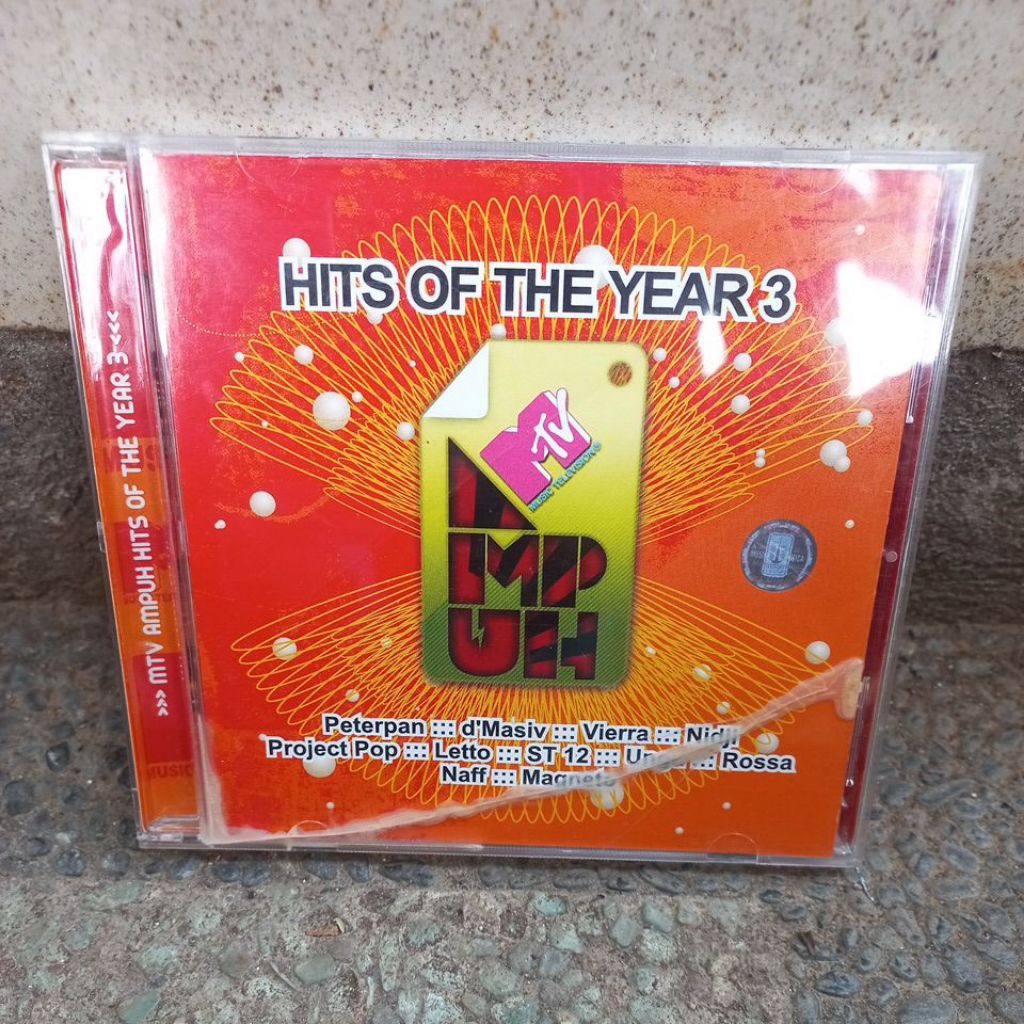 HITS OF THE YEAR 3
MTV
MUSIC TELEVISION®
AMPUH
Peterpan ::: d'Masiv ::: Vierra ::: Nidji
Project Pop ::: Letto ::: ST 12 ::: ::: Rossa
Naff :::
>>> MTV AMPUH HITS OF THE YEAR 3 <<<